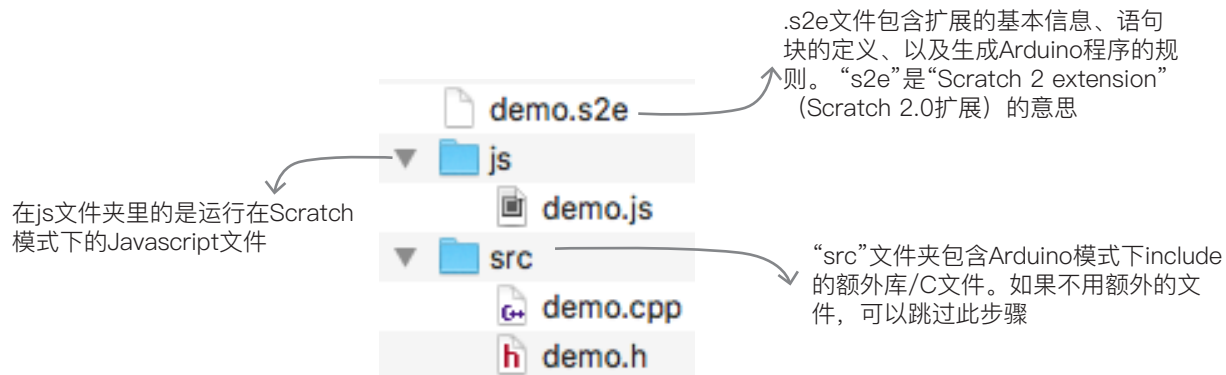 .s2e文件包含扩展的基本信息、语句
块的定义、以及生成Arduino程序的规
则。“s2e”是“Scratch 2 extension”
（Scratch 2.0扩展）的意思
demo.s2e
js
demo.js
在js文件夹里的是运行在Scratch
模式下的Javascript文件
src
demo.cpp
demo.h
“src”文件夹包含Arduino模式下include
的额外库/C文件。如果不用额外的文
件，可以跳过此步骤